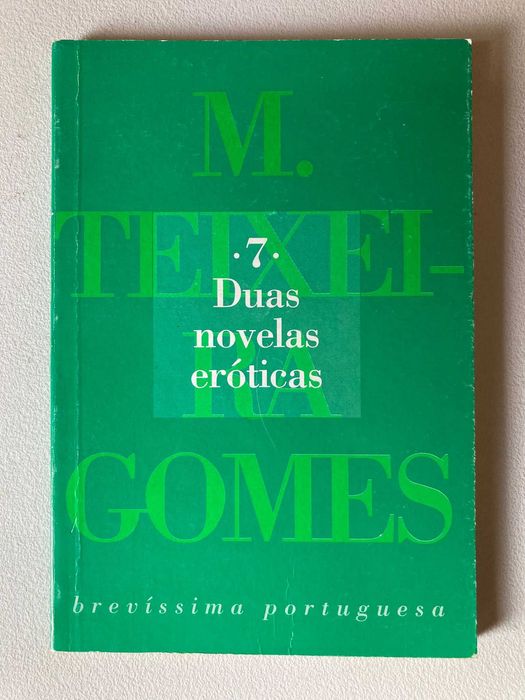 M.
TEIXEI-
RA
GOMES
·7·
Duas
novelas
eróticas
brevíssima portuguesa